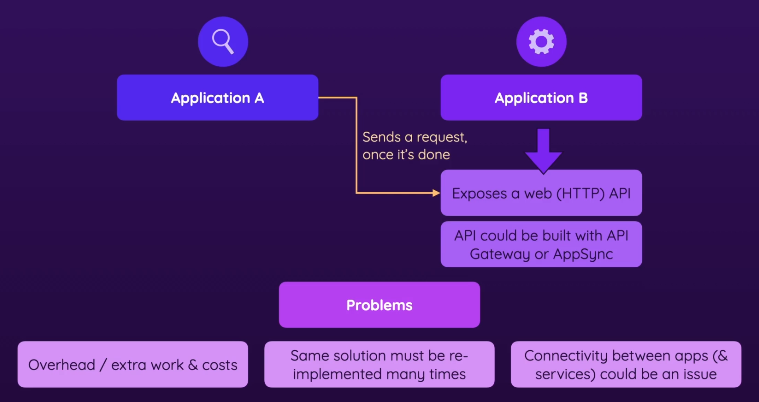 Application A
Application B
Sends a request,
once it's done
Exposes a web (HTTP) API
API could be built with API
Gateway or AppSync
Problems
Overhead / extra work & costs
Same solution must be re-
implemented many times
Connectivity between apps (&
services) could be an issue